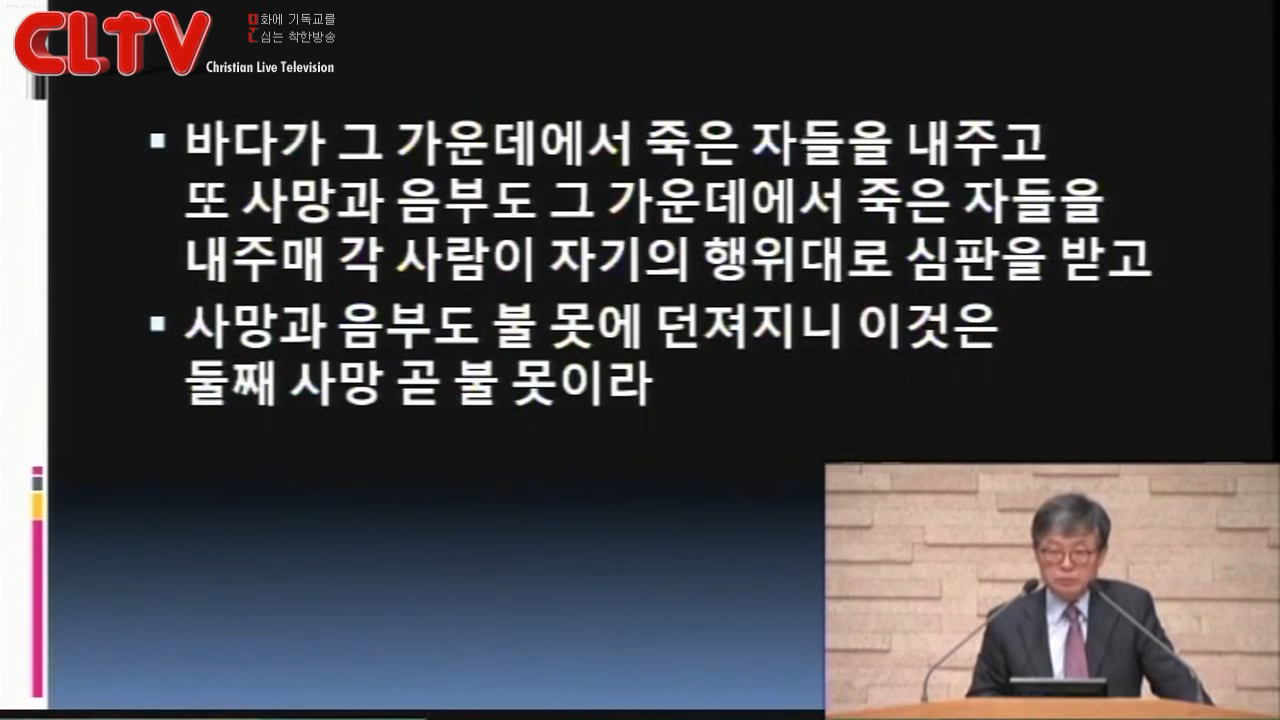 CLTV
문화에 기독교를
심는 착한방송
Christian Live Television
바다가 그 가운데에서 죽은 자들을 내주고
또 사망과 음부도 그 가운데에서 죽은 자들을
내주매 각 사람이 자기의 행위대로 심판을 받고
사망과 음부도 불 못에 던져지니 이것은
둘째 사망 곧 불 못이라